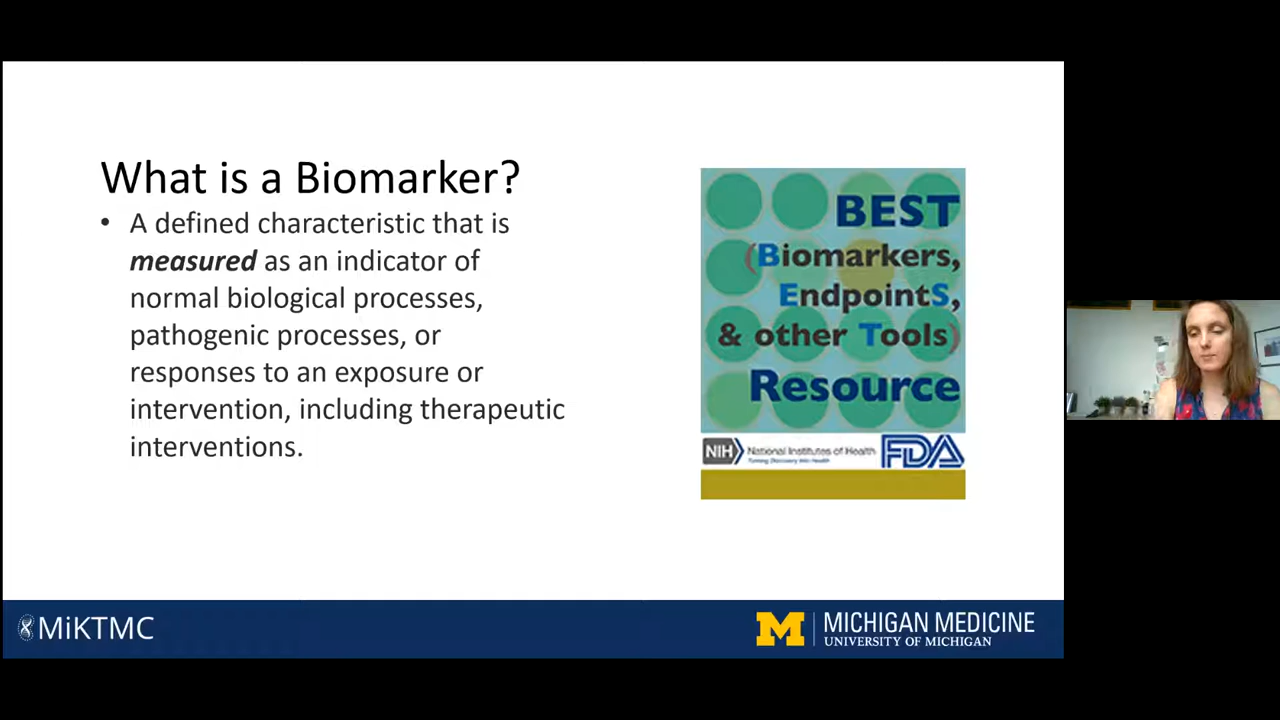 What is a Biomarker?
• A defined characteristic that is
measured as an indicator of
normal biological processes,
pathogenic processes, or
responses to an exposure or
intervention, including therapeutic
interventions.
BEST
(Biomarkers,
EndpointS,
& other Tools)
Resource
NIH National Institutes of Health
Turning Discovery Into Health
FDA
MiKTMC
M MICHIGAN MEDICINE
UNIVERSITY OF MICHIGAN